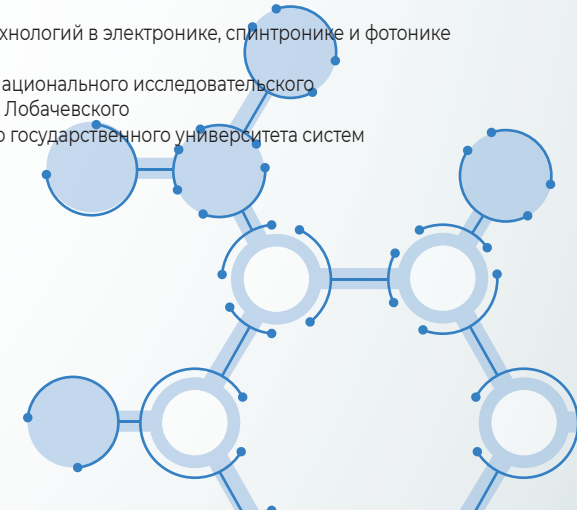 хнологий в электронике, спинтронике и фотонике
ационального исследовательского
Лобачевского
о государственного университета систем